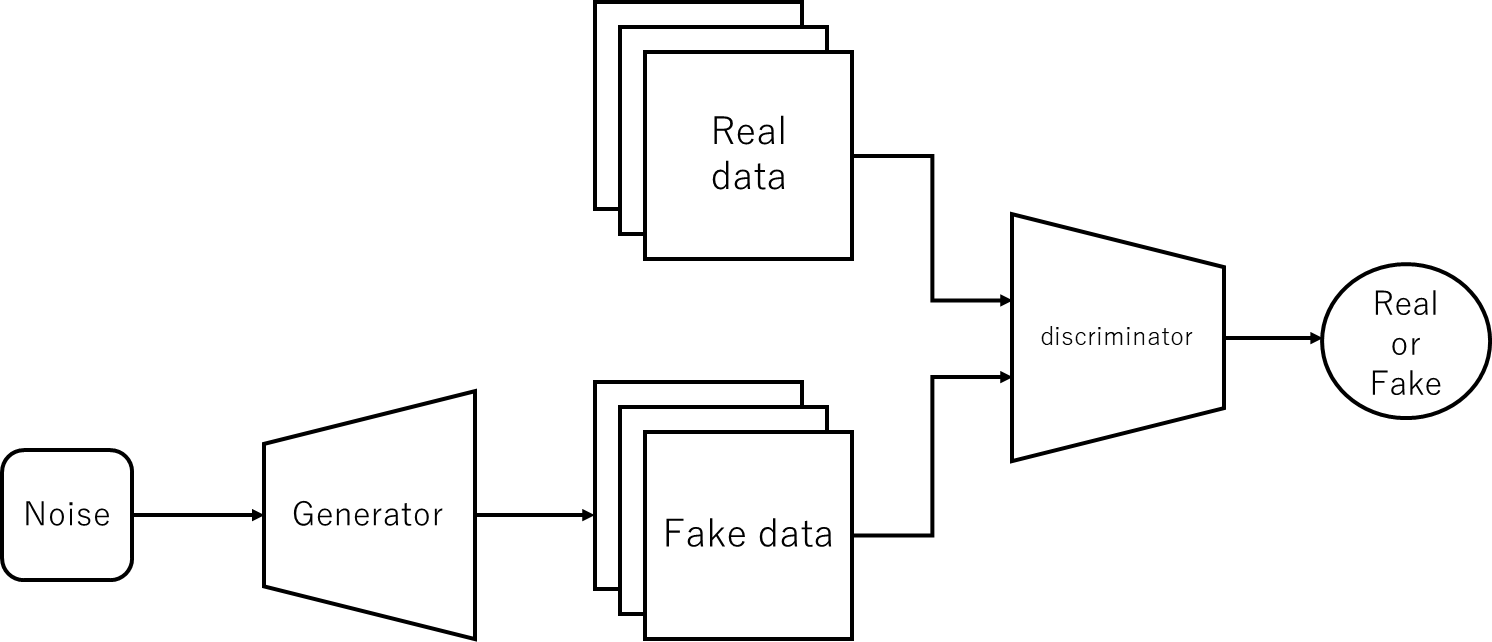 Real
data
discriminator
Real
or
Fake
Noise
Generator
Fake data